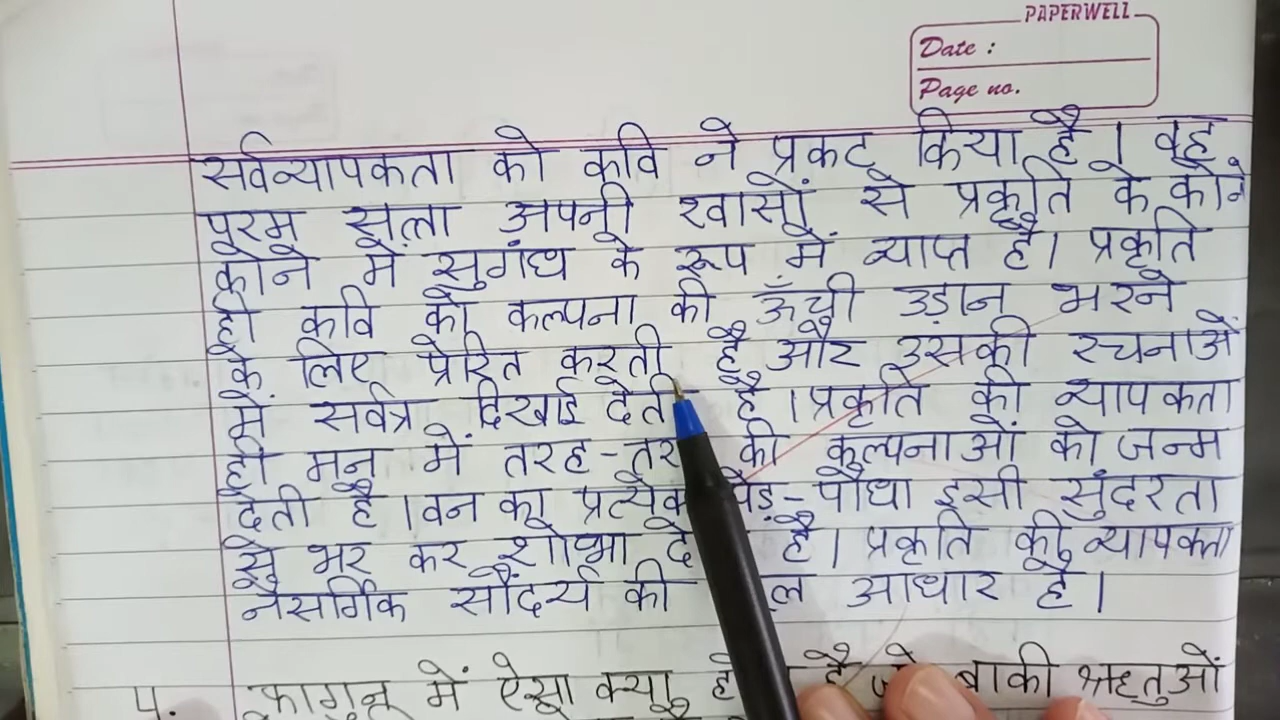 PAPERWELL
Date :
Page no.
सर्वव्यापकता को कवि ने प्रकट किया है। वह
परम सत्ता अपनी श्वासों से प्रकृति के कोने
कोने में सुगंध के रूप में व्याप्त है। प्रकृति
ही कवि को कल्पना की ऊँची उड़ान भरने
के लिए प्रेरित करती है और उसकी रचनाओं
में सर्वत्र दिखाई देती है। प्रकृति की व्यापकता
ही मन में तरह-तर की कल्पनाओं को जन्म
देती है। वन का प्रत्येक पेड़-पौधा इसी सुंदरता
से भर कर शोभा दे है। प्रकृति की व्यापकता
नैसर्गिक सौंदर्य की आधार है।
५. फागुन में ऐसा क्या है बाकी ऋतुओं